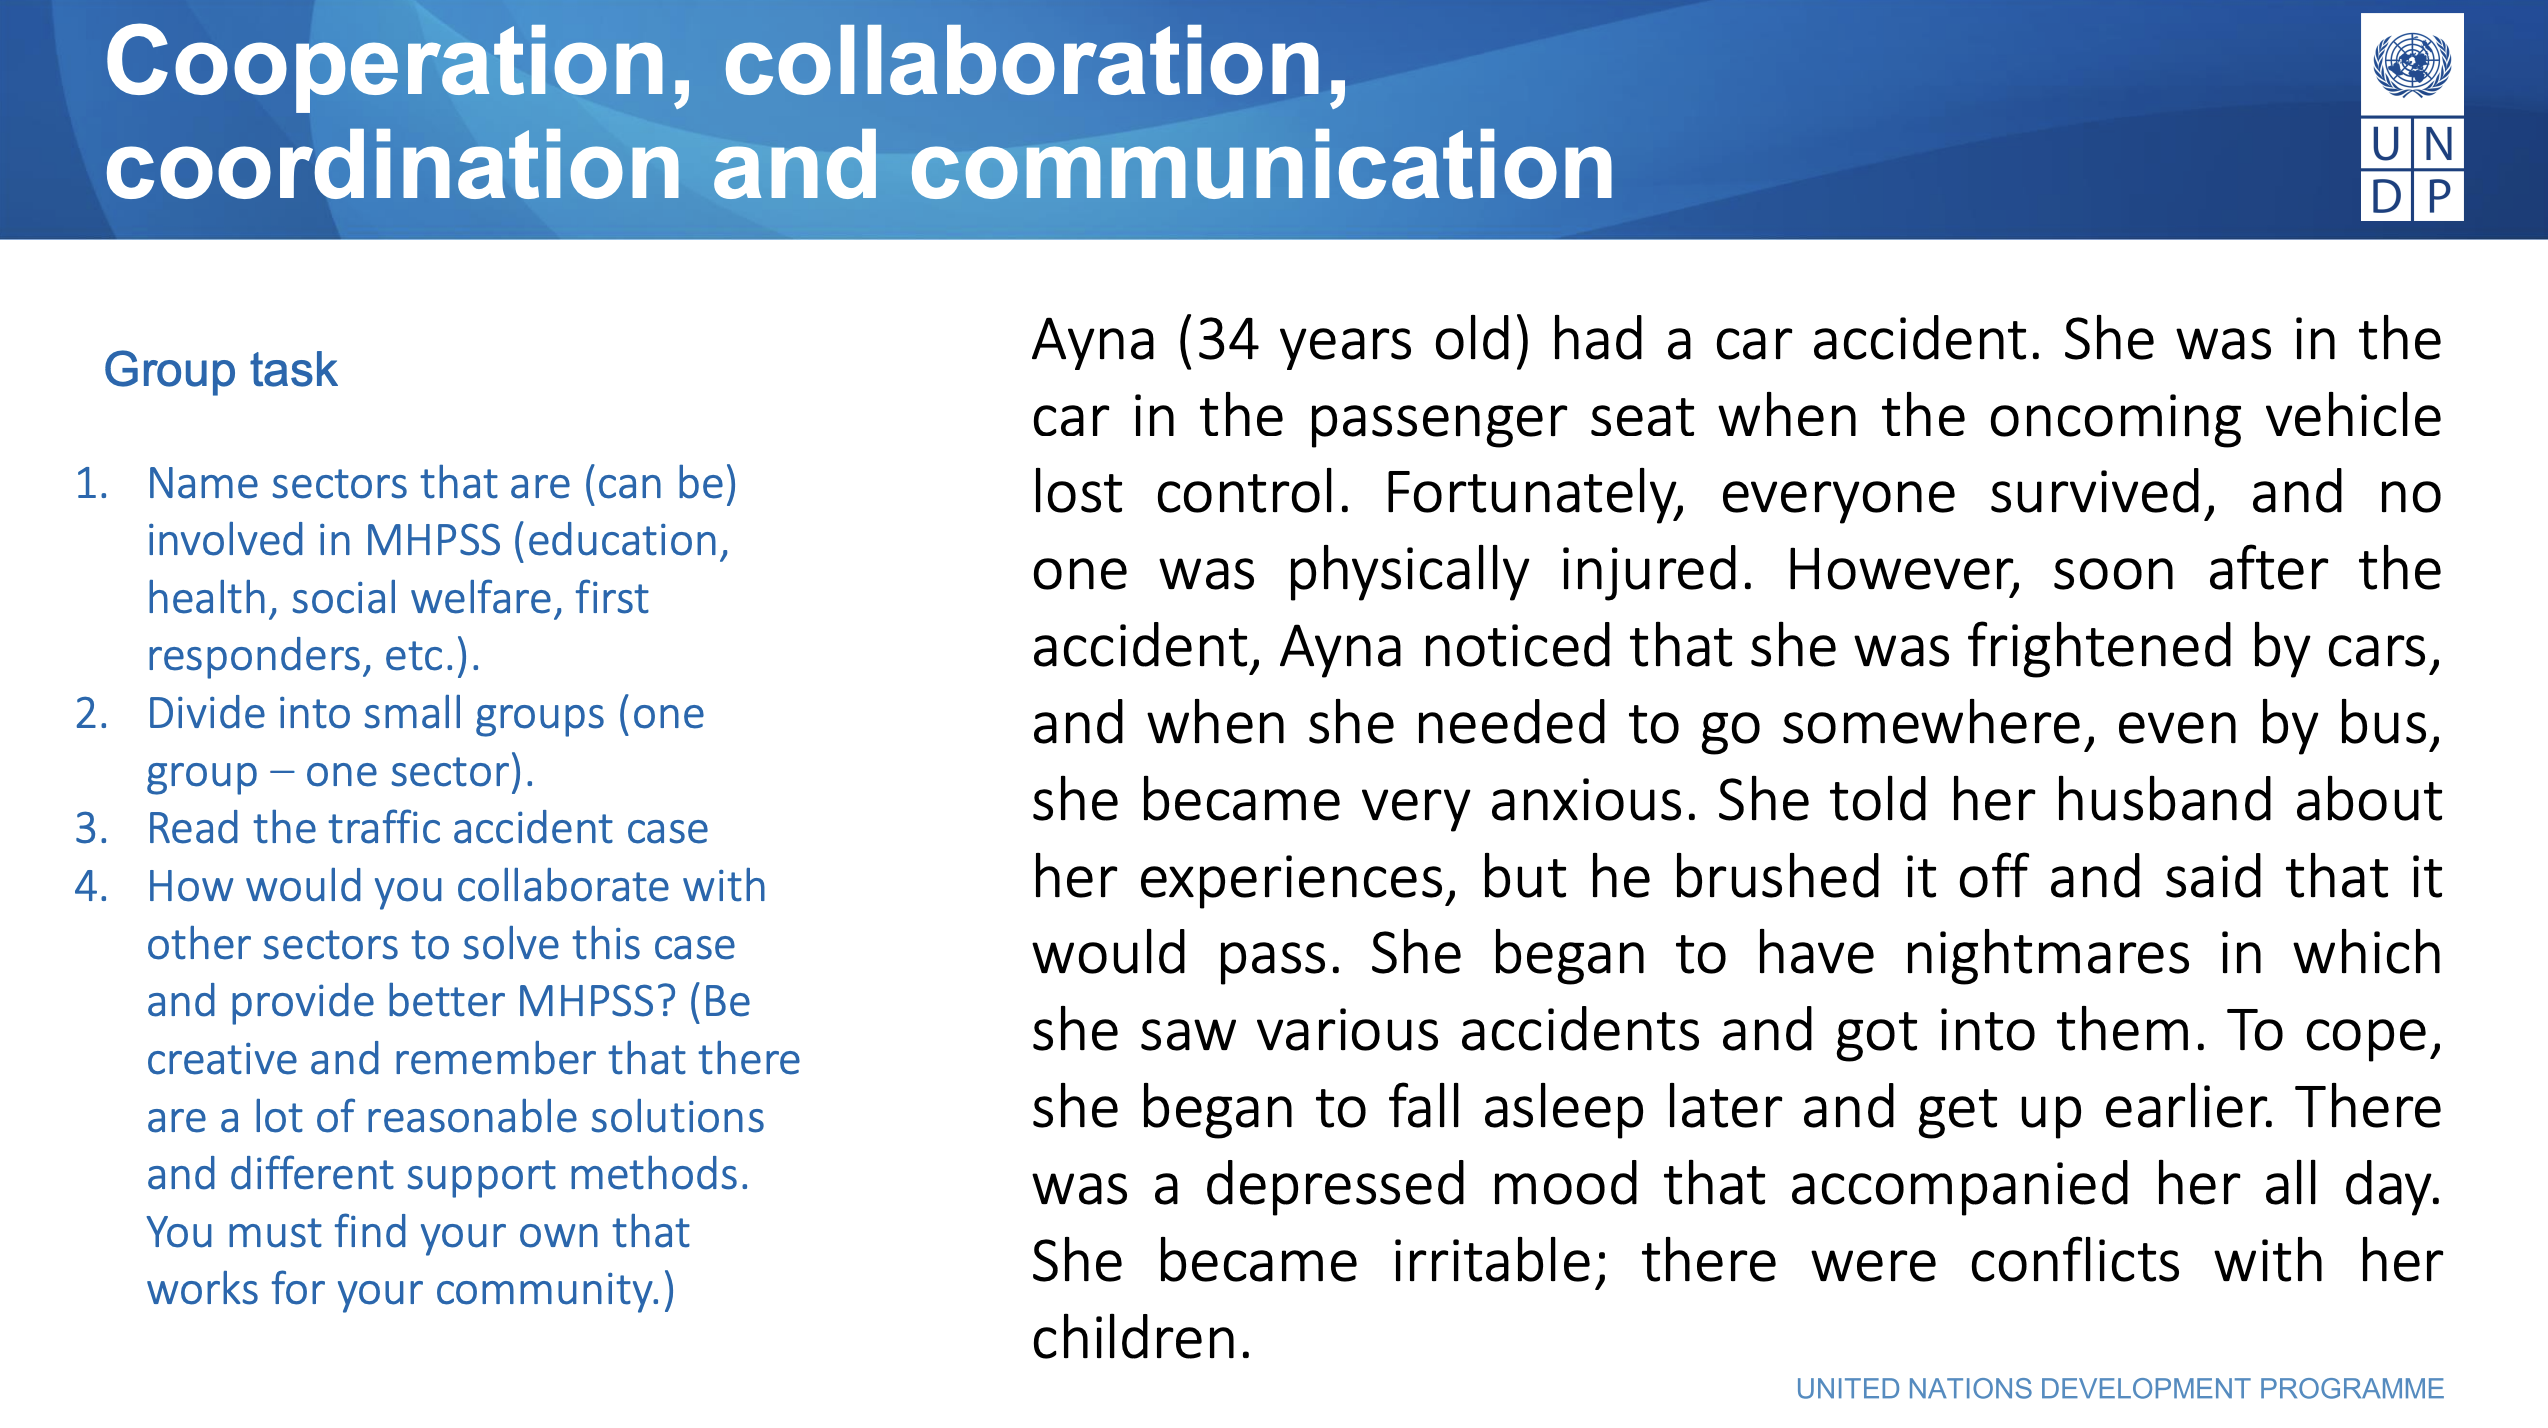 Cooperation, collaboration,
coordination and communication
U N
D P
Group task
1. Name sectors that are (can be)
involved in MHPSS (education,
health, social welfare, first
responders, etc.).
2. Divide into small groups (one
group – one sector).
3. Read the traffic accident case
4. How would you collaborate with
other sectors to solve this case
and provide better MHPSS? (Be
creative and remember that there
are a lot of reasonable solutions
and different support methods.
You must find your own that
works for your community.)
Ayna (34 years old) had a car accident. She was in the
car in the passenger seat when the oncoming vehicle
lost control. Fortunately, everyone survived, and no
one was physically injured. However, soon after the
accident, Ayna noticed that she was frightened by cars,
and when she needed to go somewhere, even by bus,
she became very anxious. She told her husband about
her experiences, but he brushed it off and said that it
would pass. She began to have nightmares in which
she saw various accidents and got into them. To cope,
she began to fall asleep later and get up earlier. There
was a depressed mood that accompanied her all day.
She became irritable; there were conflicts with her
children.
UNITED NATIONS DEVELOPMENT PROGRAMME